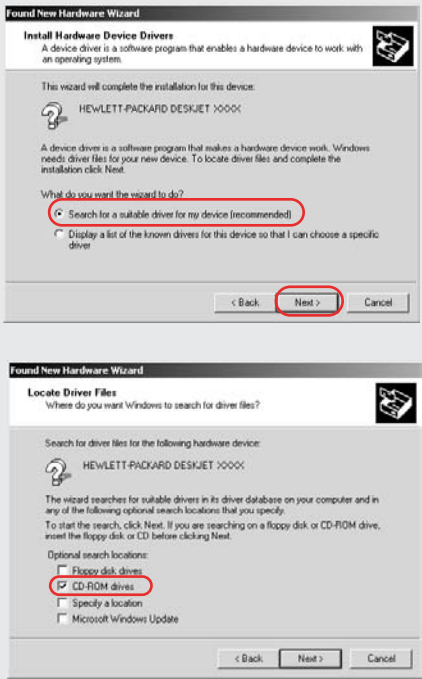 Found New Hardware Wizard
Install Hardware Device Drivers
A device driver is a software program that enables a hardware device to work with
an operating system.
This wizard will complete the installation for this device:
HEWLETT-PACKARD DESKJET XXXX
A device driver is a software program that makes a hardware device work. Windows
needs driver files for your new device. To locate driver files and complete the
installation click Next.
What do you want the wizard to do?
Search for a suitable driver for my device (recommended)
Display a list of the known drivers for this device so that I can choose a specific
driver
< Back
Next >
Cancel
Found New Hardware Wizard
Locate Driver Files
Where do you want Windows to search for driver files?
Search for driver files for the following hardware device:
HEWLETT-PACKARD DESKJET XXXX
The wizard searches for suitable drivers in its driver database on your computer and in
any of the following optional search locations that you specify.
To start the search, click Next. If you are searching on a floppy disk or CD-ROM drive,
insert the floppy disk or CD before clicking Next.
Optional search locations:
Floppy disk drives
CD-ROM drives
Specify a location
Microsoft Windows Update
< Back
Next >
Cancel